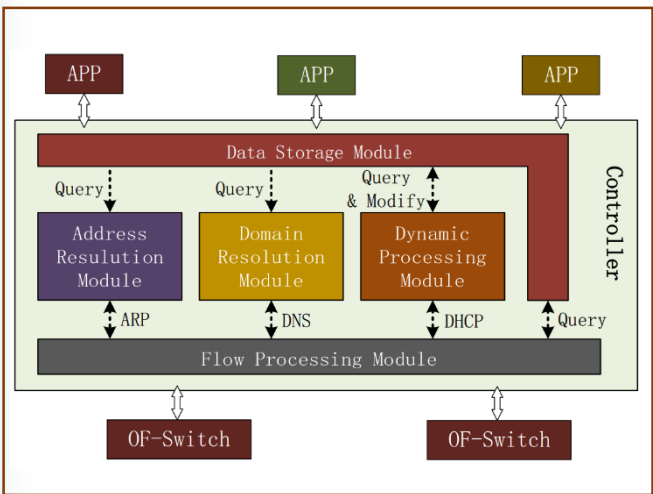 APP
APP
APP
Data Storage Module
Query
Query
Query
& Modify
Controller
Address
Resulution
Module
Domain
Resolution
Module
Dynamic
Processing
Module
ARP
DNS
DHCP
Query
Flow Processing Module
OF-Switch
OF-Switch